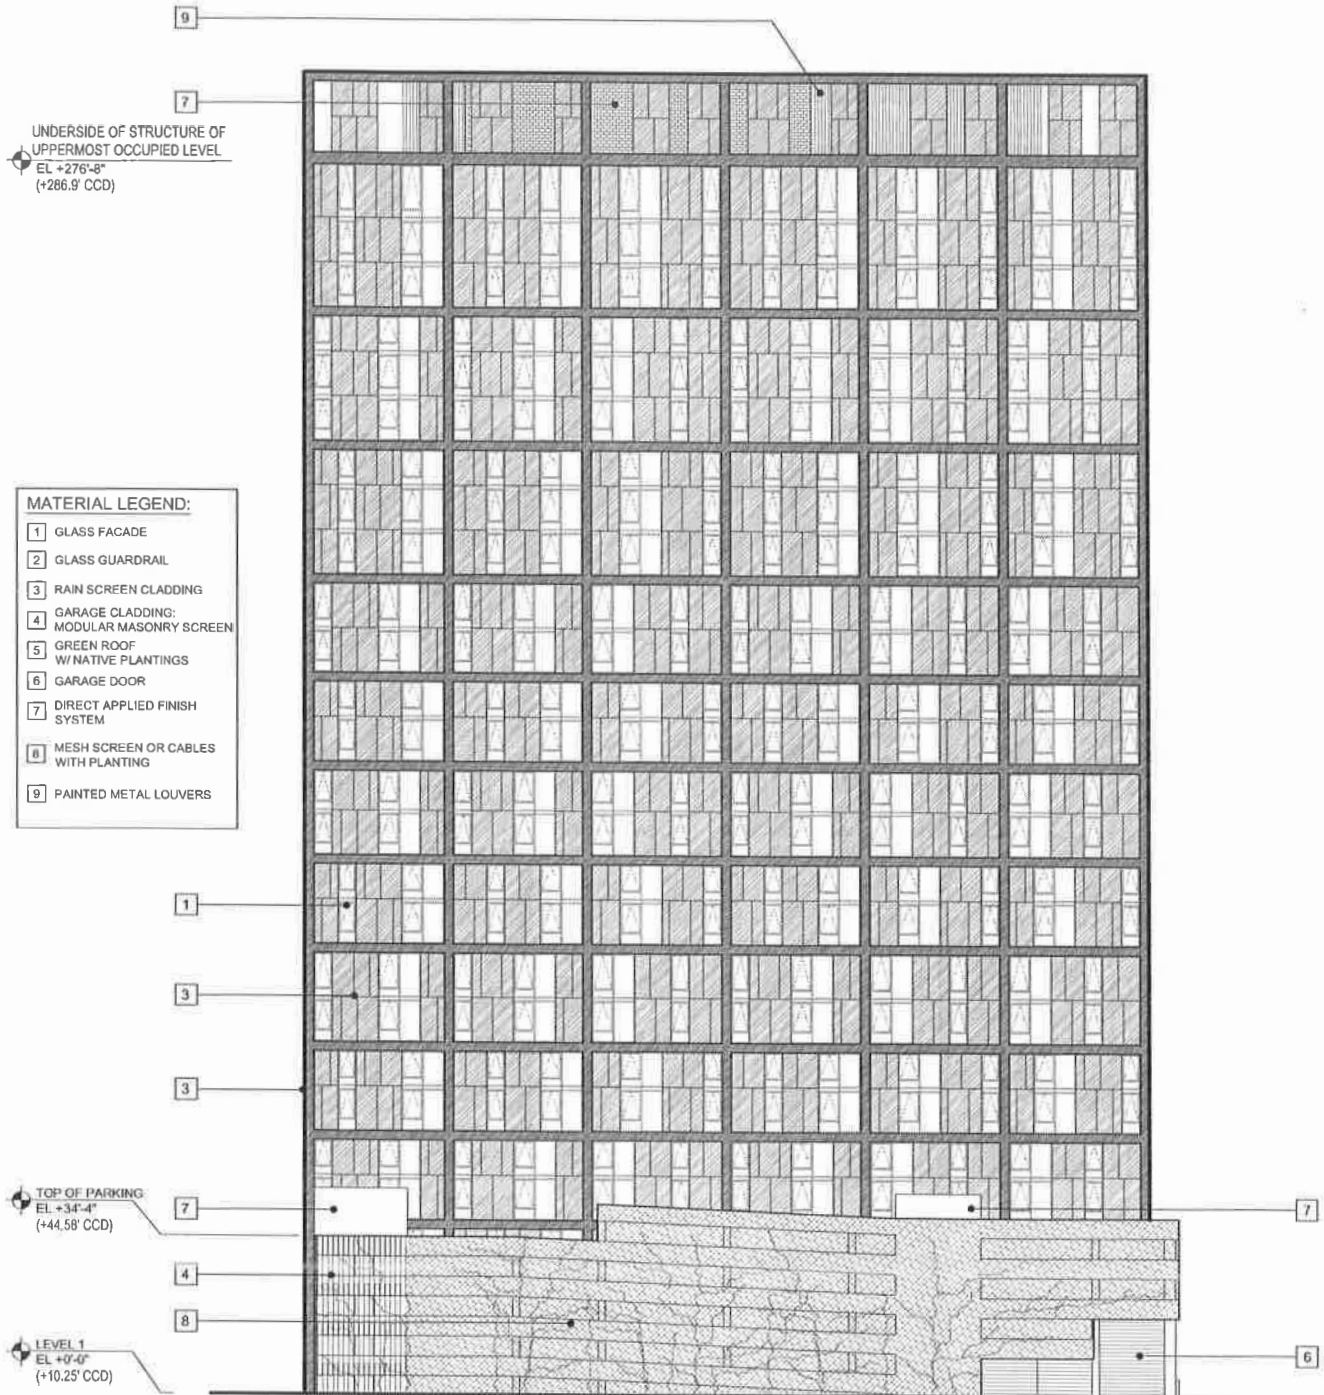 9
7
UNDERSIDE OF STRUCTURE OF
UPPERMOST OCCUPIED LEVEL
EL +276'-8"
(+286.9' CCD)
MATERIAL LEGEND:
1 GLASS FACADE
2 GLASS GUARDRAIL
3 RAIN SCREEN CLADDING
4 GARAGE CLADDING:
MODULAR MASONRY SCREEN
5 GREEN ROOF
W/ NATIVE PLANTINGS
6 GARAGE DOOR
7 DIRECT APPLIED FINISH
SYSTEM
8 MESH SCREEN OR CABLES
WITH PLANTING
9 PAINTED METAL LOUVERS
1
3
3
TOP OF PARKING
EL +34'-4"
(+44.58' CCD)
7
7
4
8
LEVEL 1
EL +0'-0"
(+10.25' CCD)
6